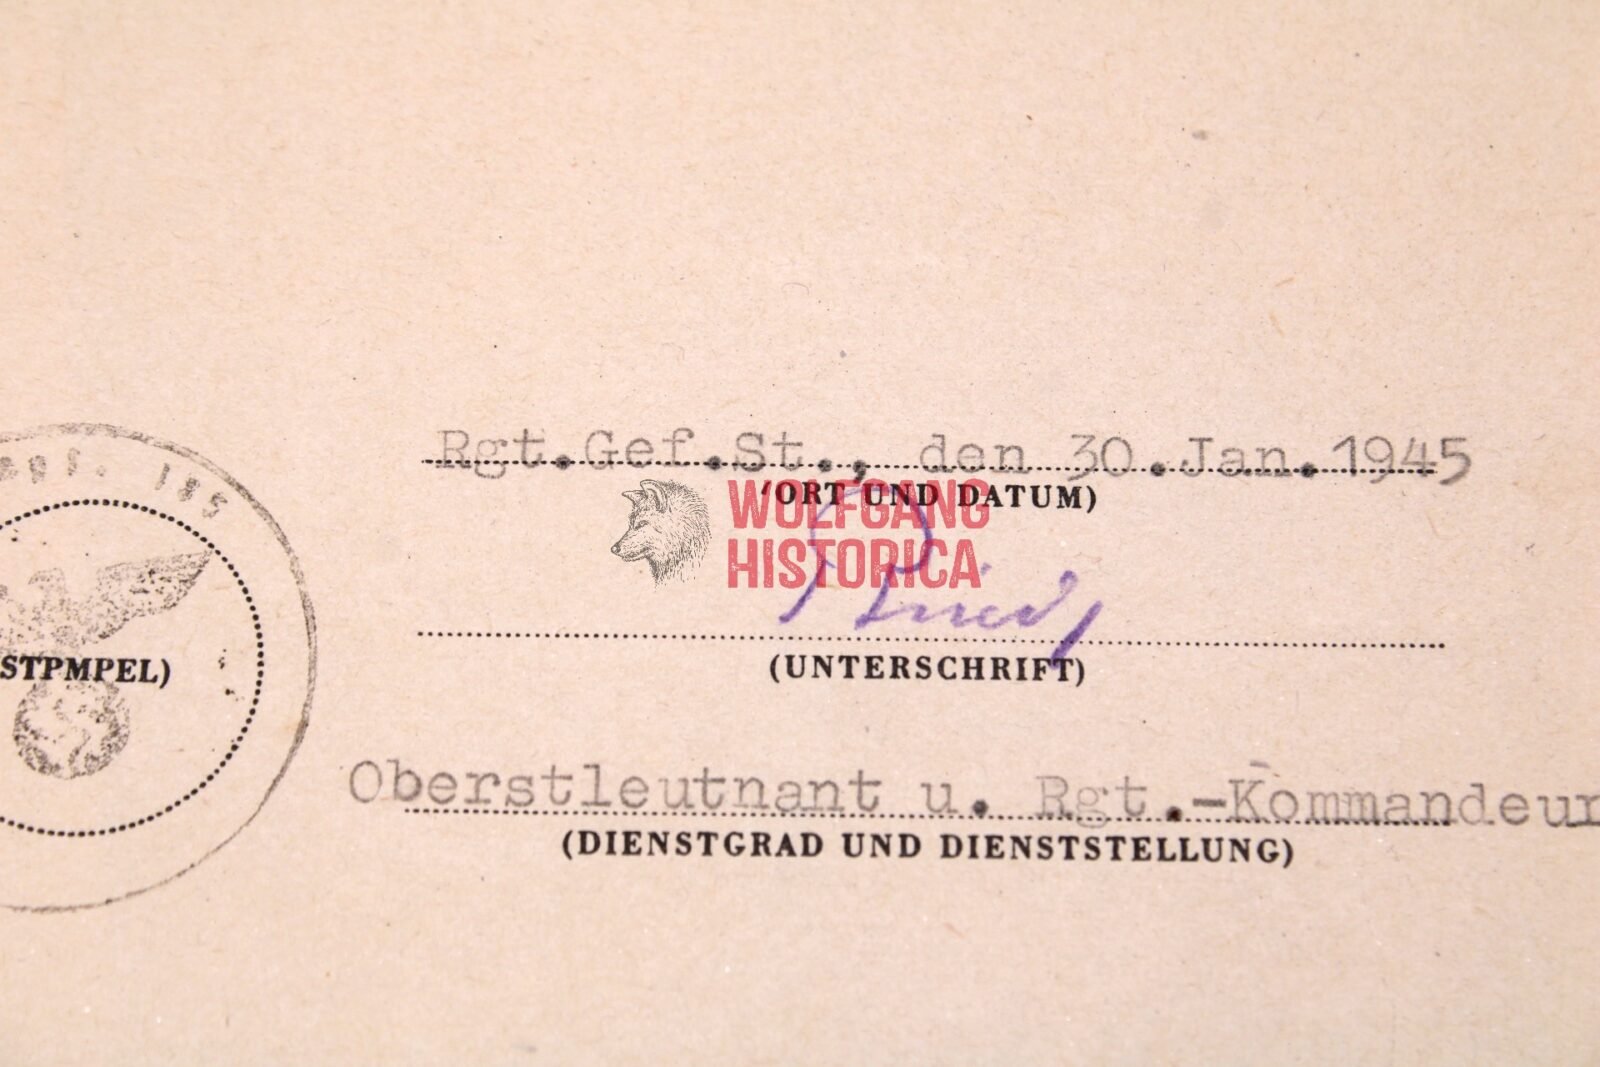 Rgt.Gef.St., den 30.Jan.1945
(ORT UND DATUM)
WOLFGANG
HISTORICA
(UNTERSCHRIFT)
STPMPEL)
Oberstleutnant u. Rgt.-Kommandeur
(DIENSTGRAD UND DIENSTSTELLUNG)